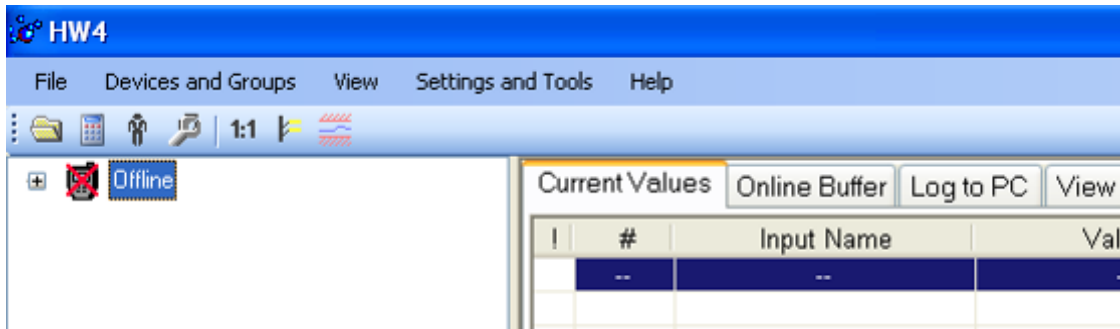 HW4
File Devices and Groups View Settings and Tools Help
1:1
Offline
Current Values Online Buffer Log to PC View
! # Input Name Val
-- --